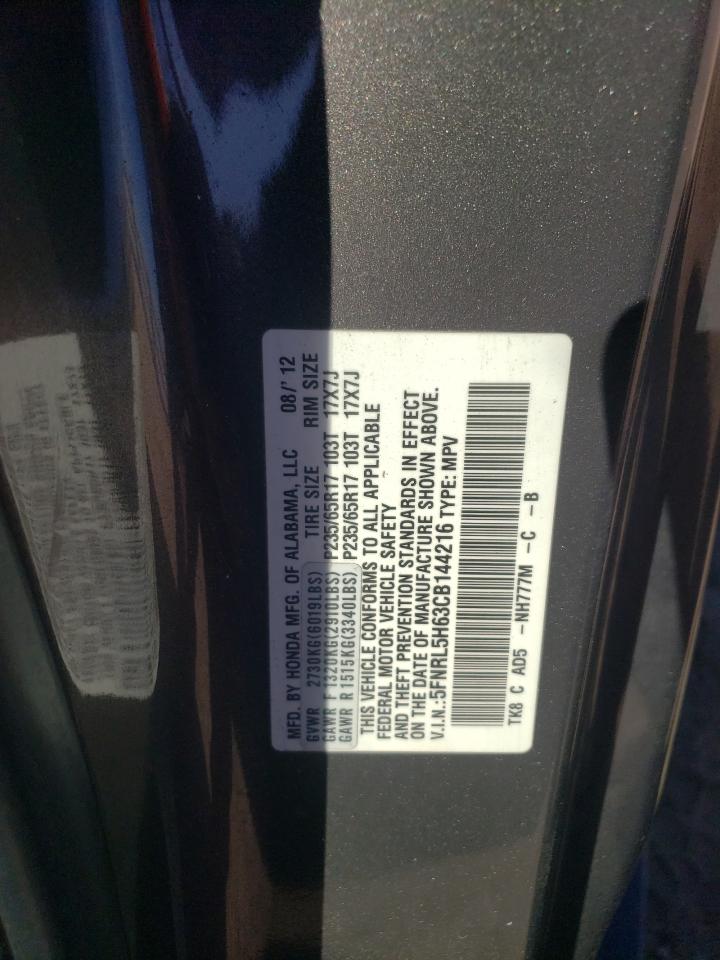 MFD. BY HONDA MFG. OF ALABAMA, LLC 08/'12
GVWR 2730KG(6019LBS) TIRE SIZE RIM SIZE
GAWR F 1320KG(2910LBS) P235/65R17 103T 17X7J
GAWR R 1515KG(3340LBS) P235/65R17 103T 17X7J
THIS VEHICLE CONFORMS TO ALL APPLICABLE
FEDERAL MOTOR VEHICLE SAFETY
AND THEFT PREVENTION STANDARDS IN EFFECT
ON THE DATE OF MANUFACTURE SHOWN ABOVE.
V.I.N.:5FNRL5H63CB144216 TYPE: MPV
TK8 C AD5 -NH777M -C -B